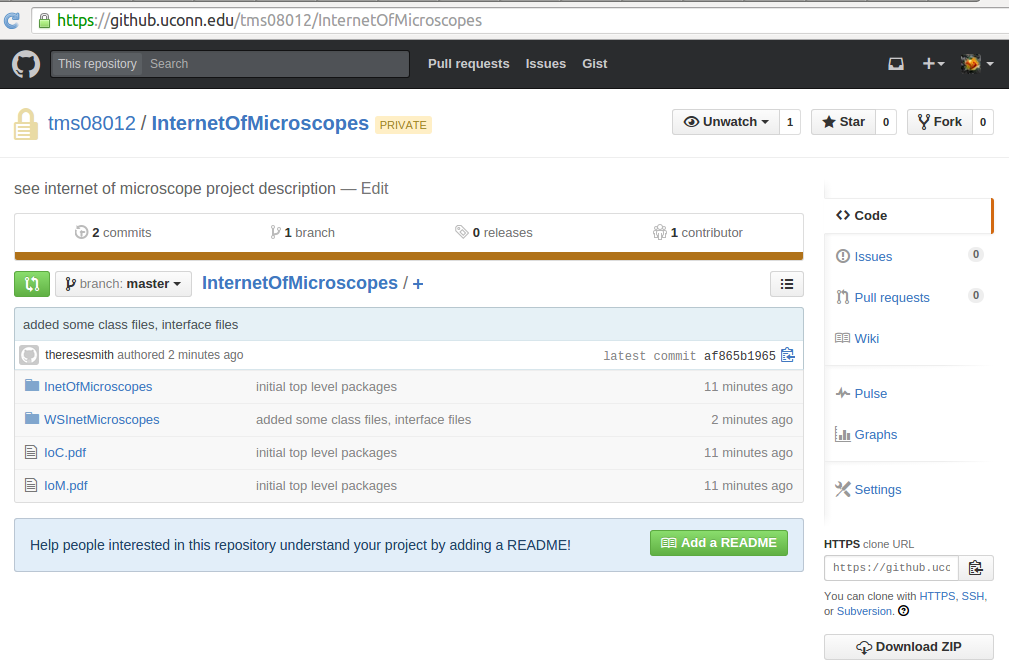 https://github.uconn.edu/tms08012/InternetOfMicroscopes
This repository Search Pull requests Issues Gist
tms08012 / InternetOfMicroscopes PRIVATE
Unwatch 1 Star 0 Fork 0
see internet of microscope project description — Edit
2 commits 1 branch 0 releases 1 contributor
branch: master InternetOfMicroscopes / +
added some class files, interface files
theresesmith authored 2 minutes ago latest commit af865b1965
InetOfMicroscopes initial top level packages 11 minutes ago
WSInetMicroscopes added some class files, interface files 2 minutes ago
IoC.pdf initial top level packages 11 minutes ago
IoM.pdf initial top level packages 11 minutes ago
Help people interested in this repository understand your project by adding a README! Add a README
Code
Issues 0
Pull requests 0
Wiki
Pulse
Graphs
Settings
HTTPS clone URL
https://github.ucc
You can clone with HTTPS, SSH,
or Subversion. ?
Download ZIP